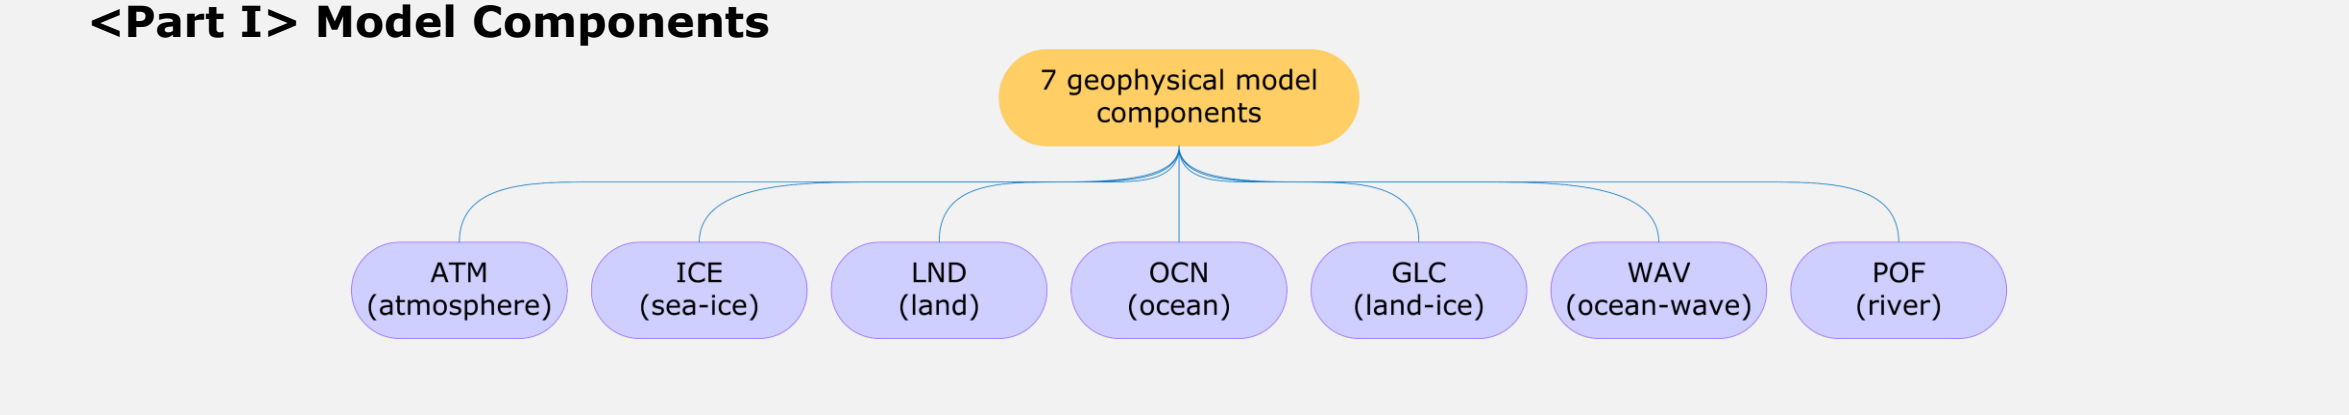 <Part I> Model Components
7 geophysical model
components
ATM
(atmosphere)
ICE
(sea-ice)
LND
(land)
OCN
(ocean)
GLC
(land-ice)
WAV
(ocean-wave)
POF
(river)